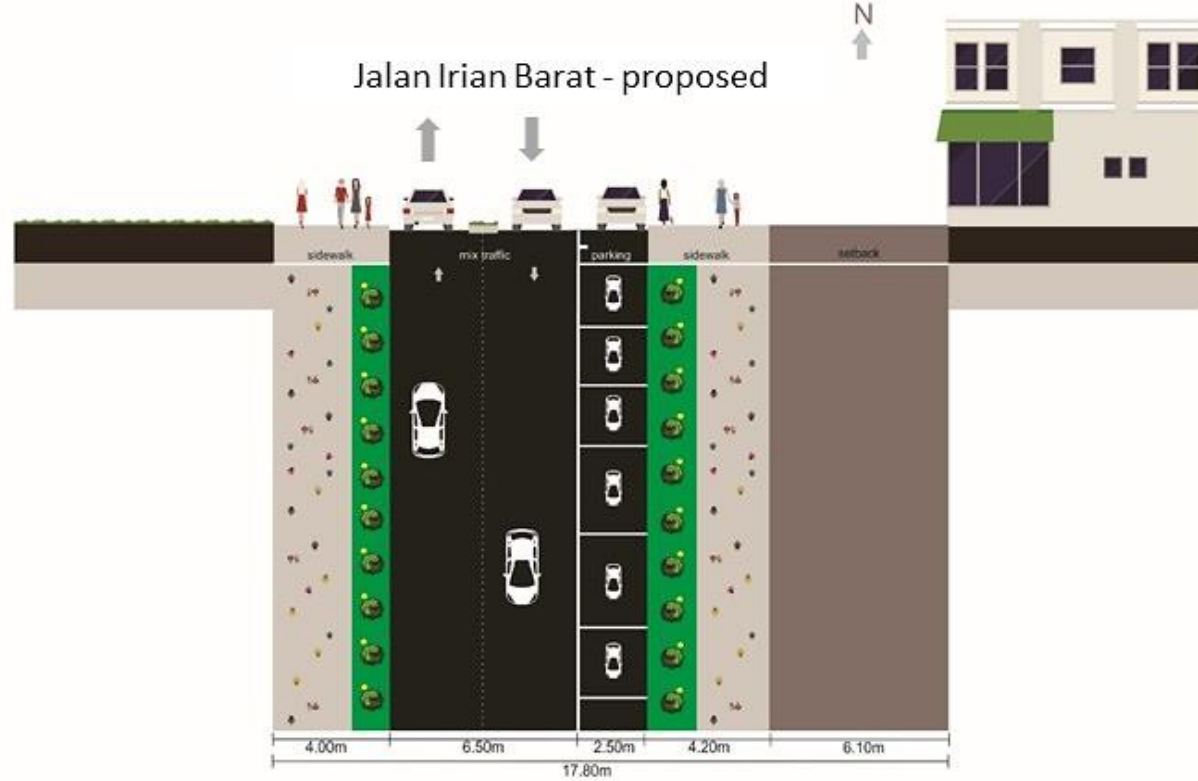 N
Jalan Irian Barat - proposed
sidewalk
mix traffic
parking
sidewalk
setback
4.00m
6.50m
2.50m
4.20m
6.10m
17.80m